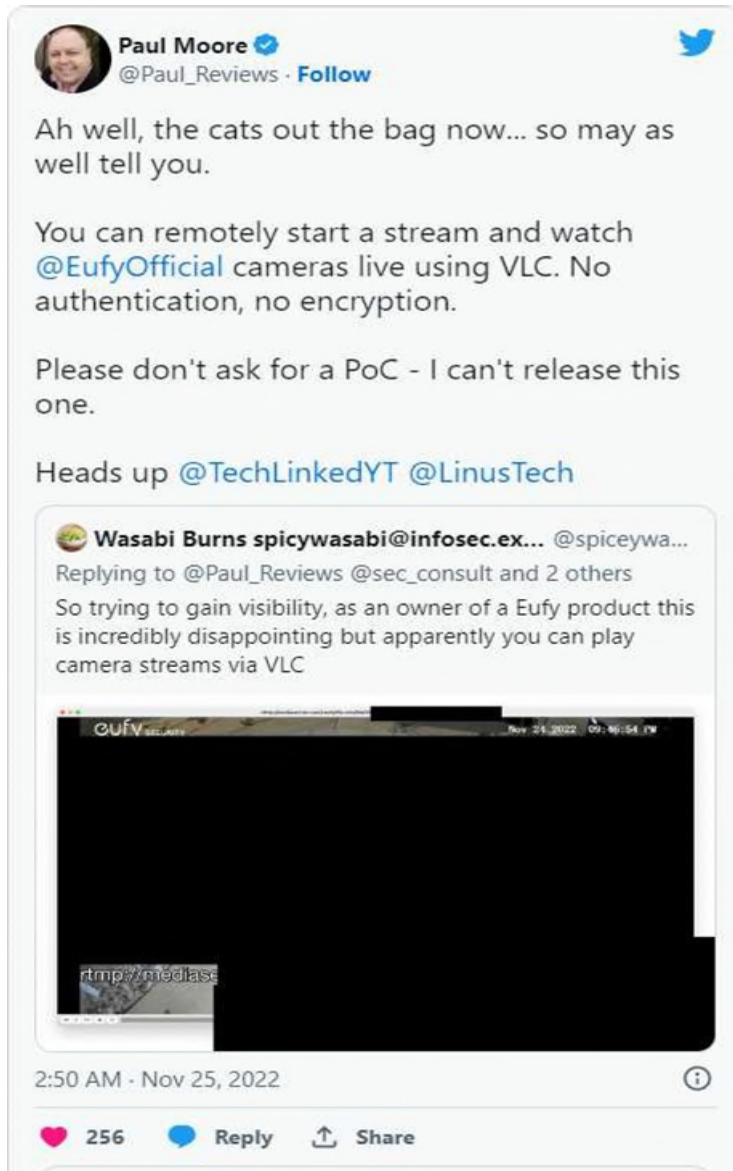 Paul Moore
@Paul_Reviews · Follow
Ah well, the cats out the bag now... so may as
well tell you.
You can remotely start a stream and watch
@EufyOfficial cameras live using VLC. No
authentication, no encryption.
Please don't ask for a PoC - I can't release this
one.
Heads up @TechLinkedYT @LinusTech
Wasabi Burns spicywasabi@infosec.ex... @spiceywa...
Replying to @Paul_Reviews @sec_consult and 2 others
So trying to gain visibility, as an owner of a Eufy product this
is incredibly disappointing but apparently you can play
camera streams via VLC
eufy SECURITY
Nov 24 2022 09:46:54 PM
rtmp://mediase
2:50 AM · Nov 25, 2022
256 Reply Share